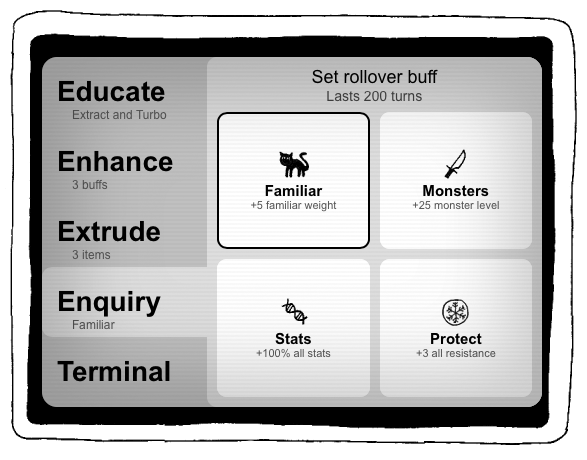 Educate
Extract and Turbo
Enhance
3 buffs
Extrude
3 items
Enquiry
Familiar
Terminal
Set rollover buff
Lasts 200 turns
Familiar
+5 familiar weight
Monsters
+25 monster level
Stats
+100% all stats
Protect
+3 all resistance